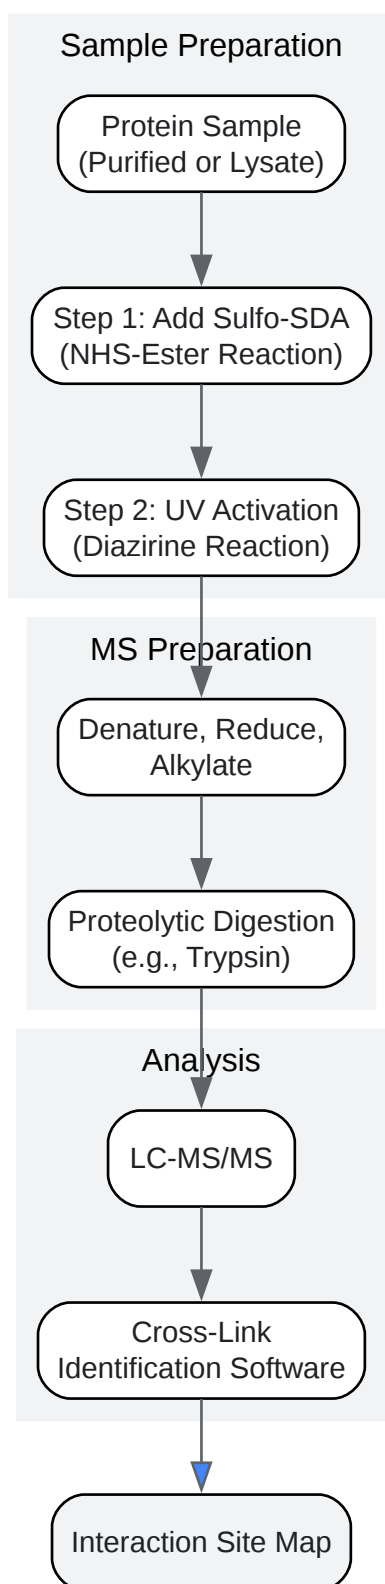 Sample Preparation
Protein Sample
(Purified or Lysate)
Step 1: Add Sulfo-SDA
(NHS-Ester Reaction)
Step 2: UV Activation
(Diazirine Reaction)
MS Preparation
Denature, Reduce,
Alkylate
Proteolytic Digestion
(e.g., Trypsin)
Analysis
LC-MS/MS
Cross-Link
Identification Software
Interaction Site Map